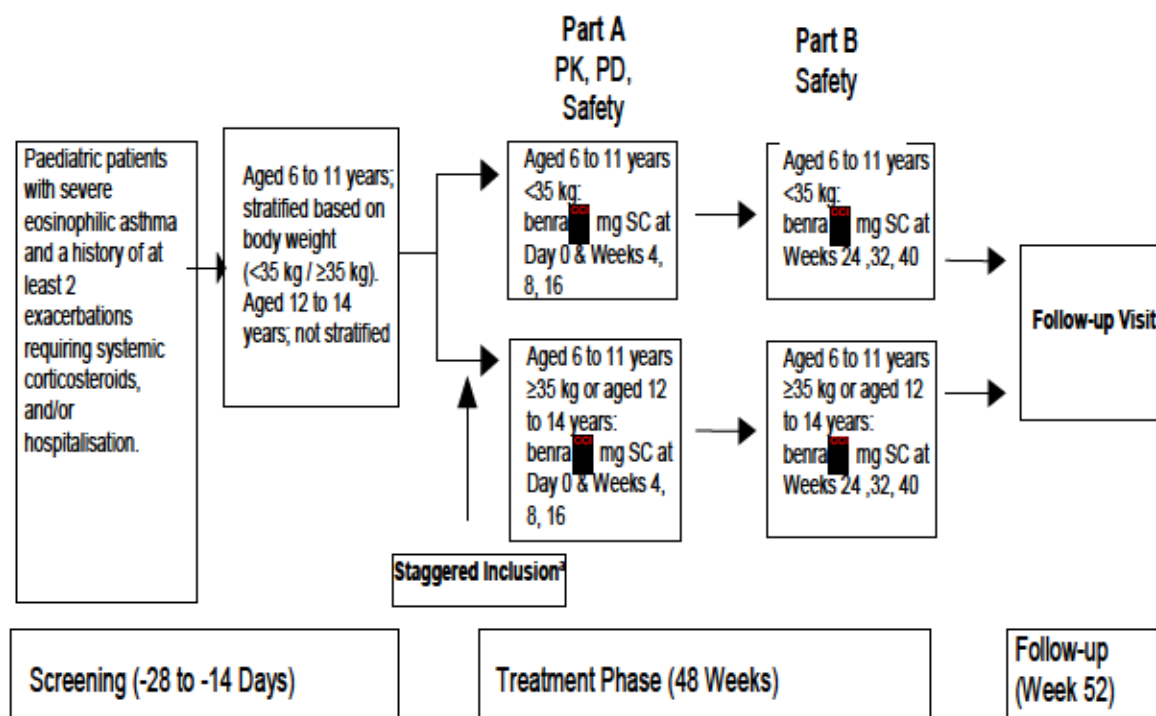 Part A
PK, PD,
Safety
Part B
Safety
Paediatric patients
with severe
eosinophilic asthma
and a history of at
least 2
exacerbations
requiring systemic
corticosteroids,
and/or
hospitalisation.
Aged 6 to 11 years;
stratified based on
body weight
(<35 kg / ≥35 kg).
Aged 12 to 14
years; not stratified
Aged 6 to 11 years
<35 kg:
benra CCI mg SC at
Day 0 & Weeks 4,
8, 16
Aged 6 to 11 years
<35 kg:
benra CCI mg SC at
Weeks 24 ,32, 40
Aged 6 to 11 years
≥35 kg or aged 12
to 14 years:
benra CCI mg SC at
Day 0 & Weeks 4,
8, 16
Aged 6 to 11 years
≥35 kg or aged 12
to 14 years:
benra CCI mg SC at
Weeks 24 ,32, 40
Follow-up Visit
Staggered Inclusionª
Screening (-28 to -14 Days)
Treatment Phase (48 Weeks)
Follow-up
(Week 52)